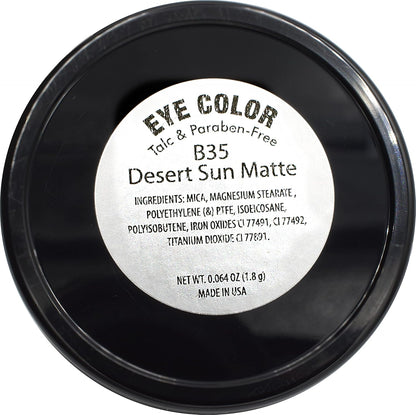 EYE COLOR
Talc & Paraben-Free
B35
Desert Sun Matte
INGREDIENTS: MICA, MAGNESIUM STEARATE ,
POLYETHYLENE (&) PTFE, ISOEICOSANE,
POLYISOBUTENE, IRON OXIDES CI 77491, CI 77492,
TITANIUM DIOXIDE CI 77891.
NET WT. 0.064 OZ (1.8 g)
MADE IN USA